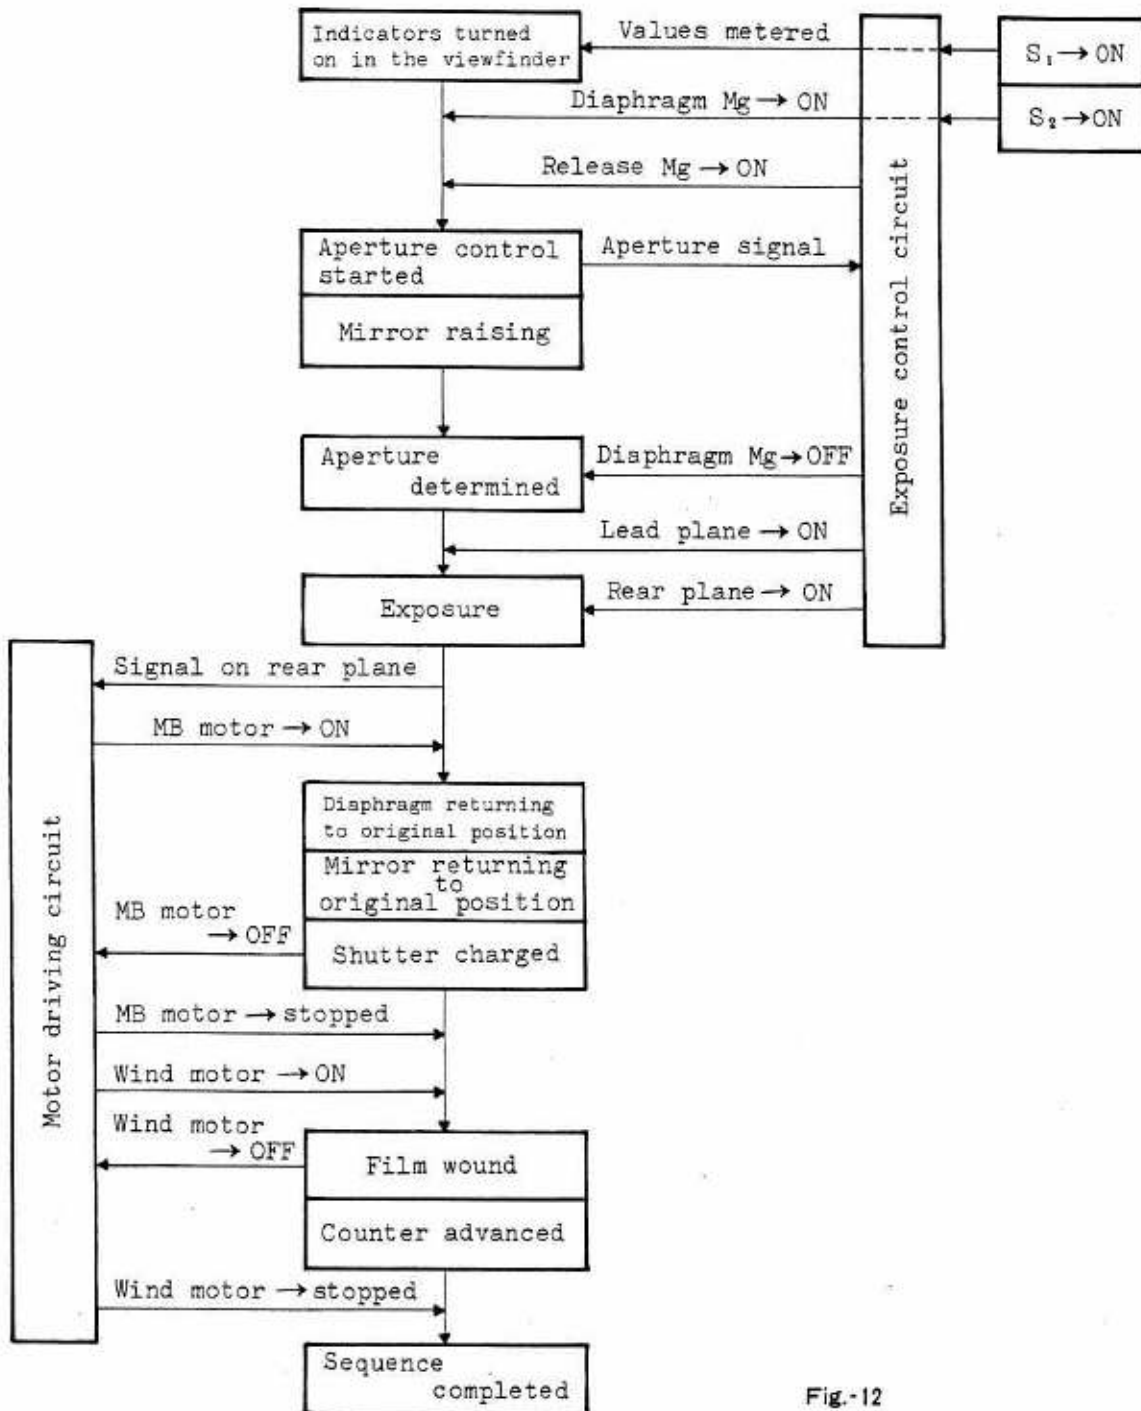 Indicators turned
on in the viewfinder
Values metered
S₁ → ON
Diaphragm Mg → ON
S₂ → ON
Release Mg → ON
Exposure control circuit
Aperture control
started
Aperture signal
Mirror raising
Aperture
determined
Disphragm Mg → OFF
Lead plane → ON
Exposure
Rear plane → ON
Motor driving circuit
Signal on rear plane
MB motor → ON
Disphragm returning
to original position
Mirror returning
to
original position
MB motor
→ OFF
Shutter charged
MB motor → stopped
Wind motor → ON
Wind motor
→ OFF
Film wound
Counter advanced
Wind motor → stopped
Sequence
completed
Fig.-12